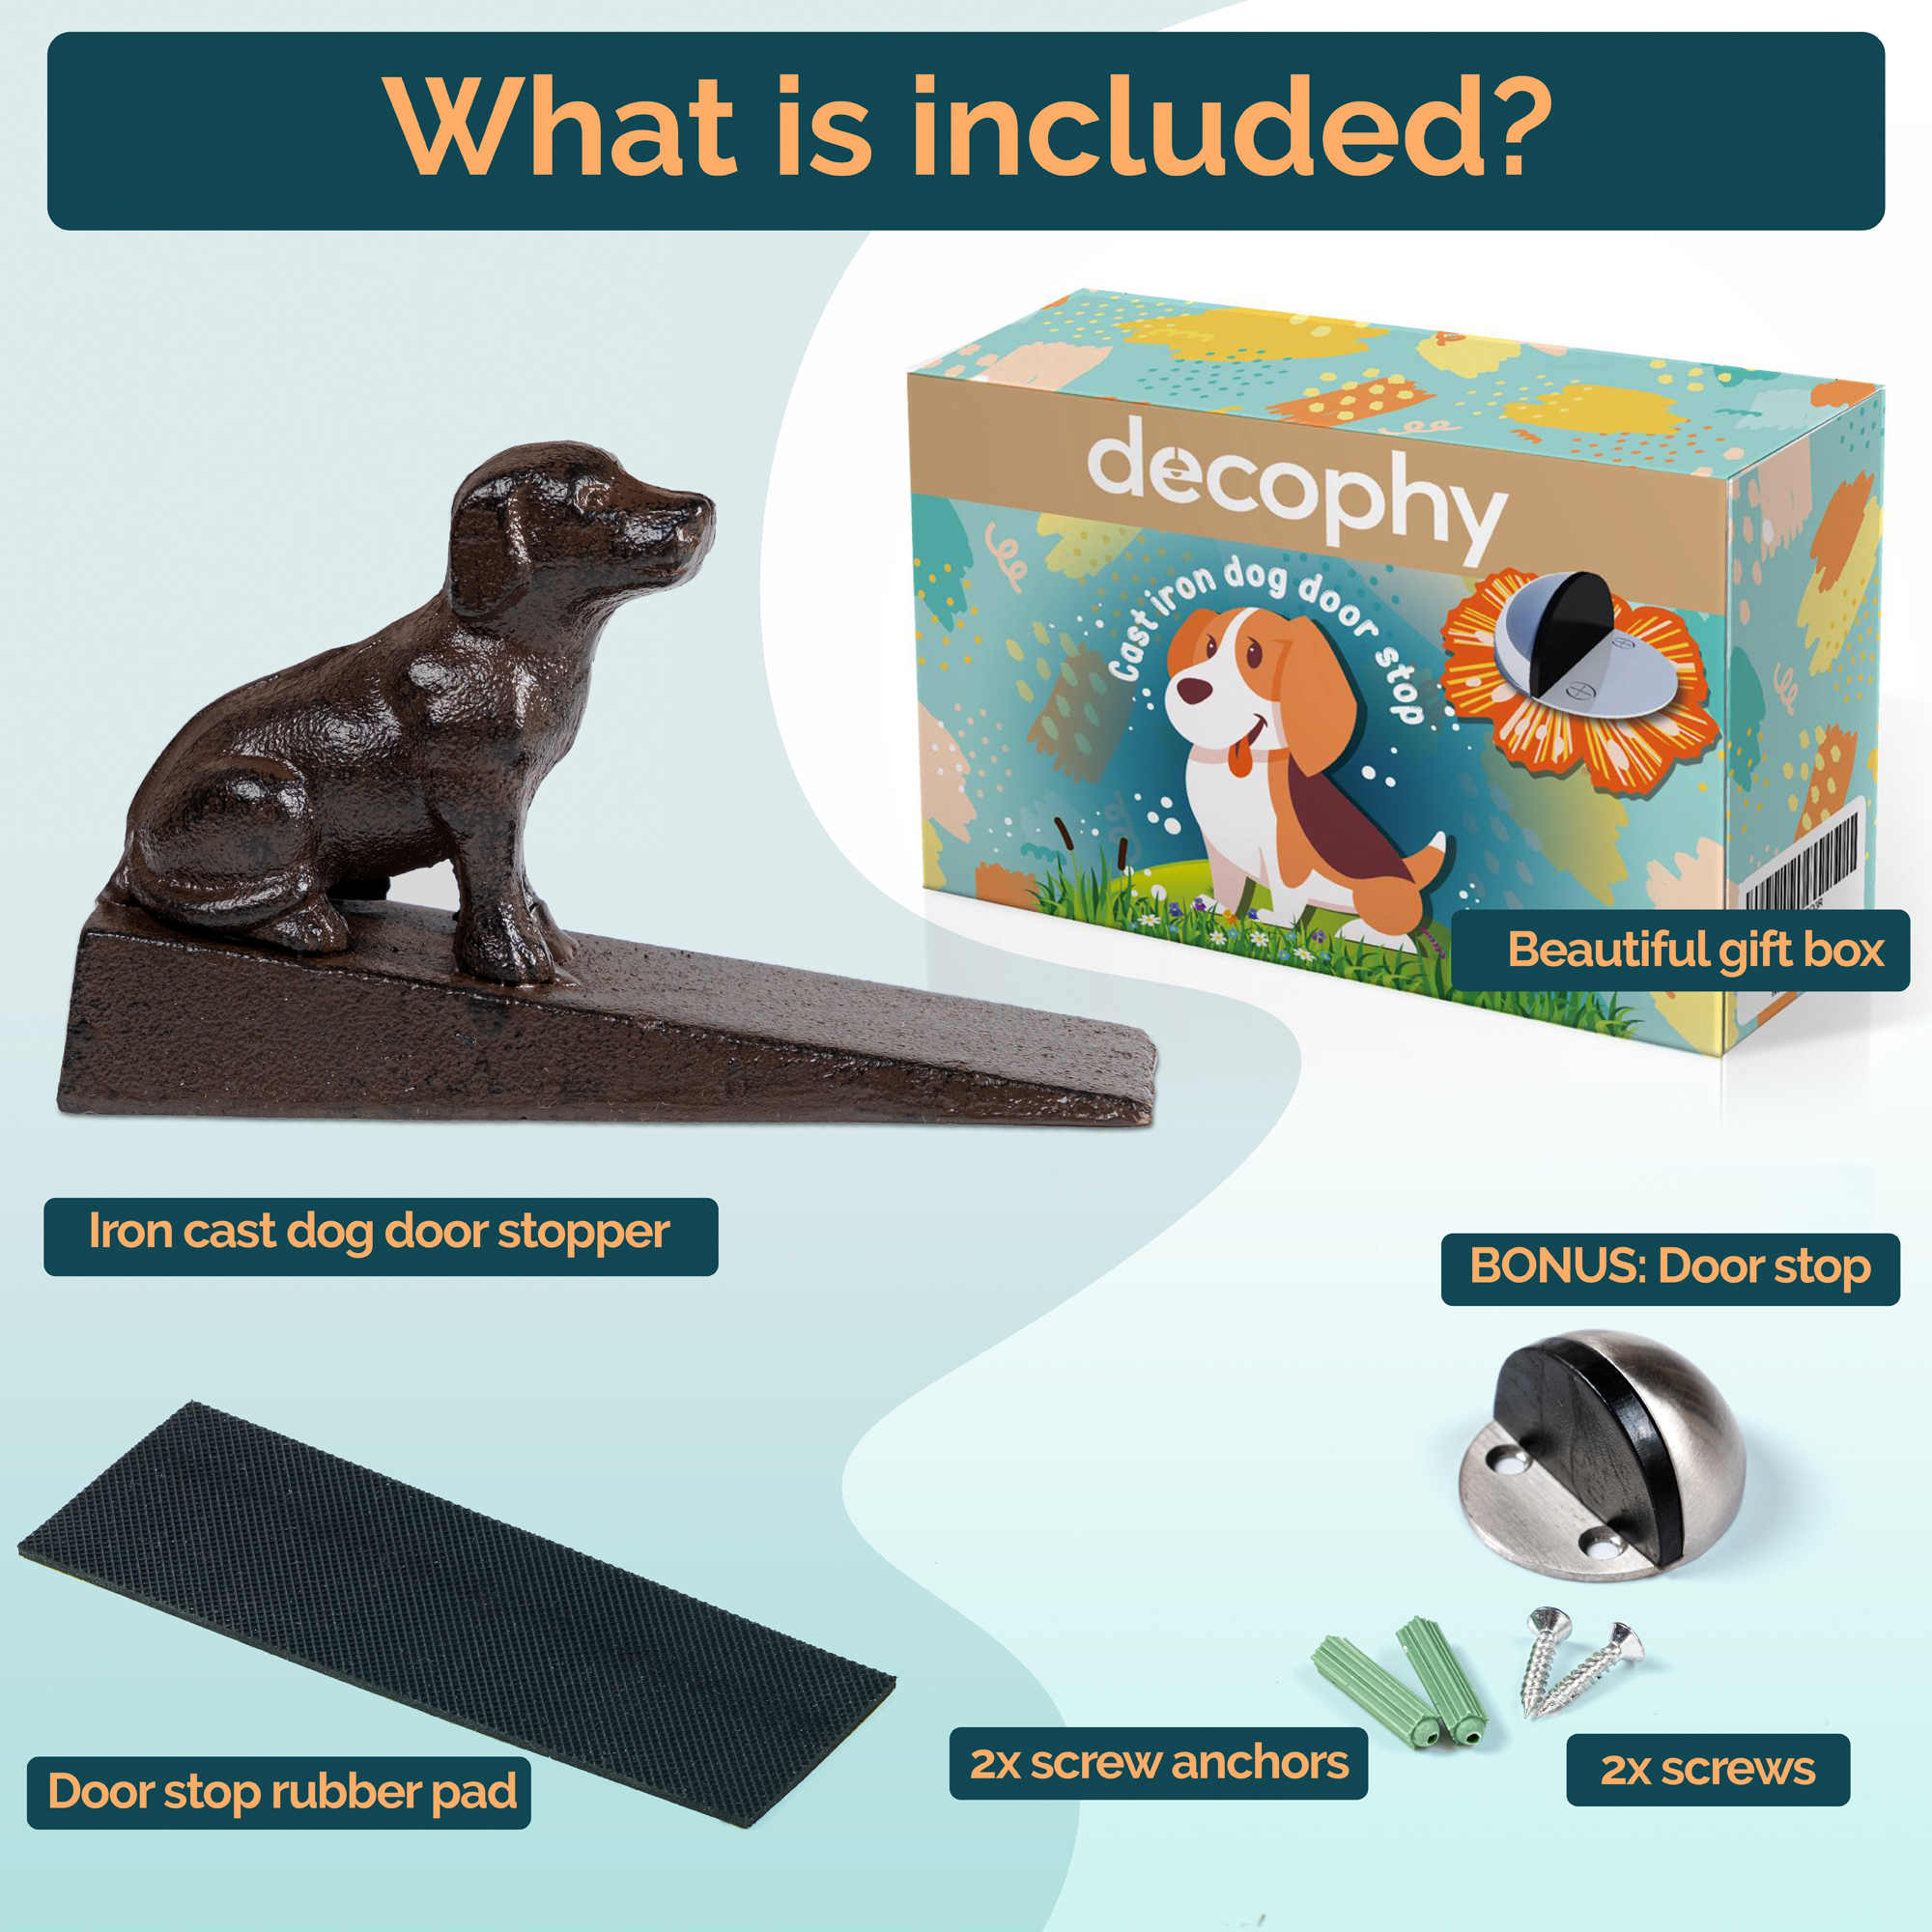 What is included?
decophy
Cast iron dog door stop
Beautiful gift box
Iron cast dog door stopper
BONUS: Door stop
Door stop rubber pad
2x screw anchors
2x screws